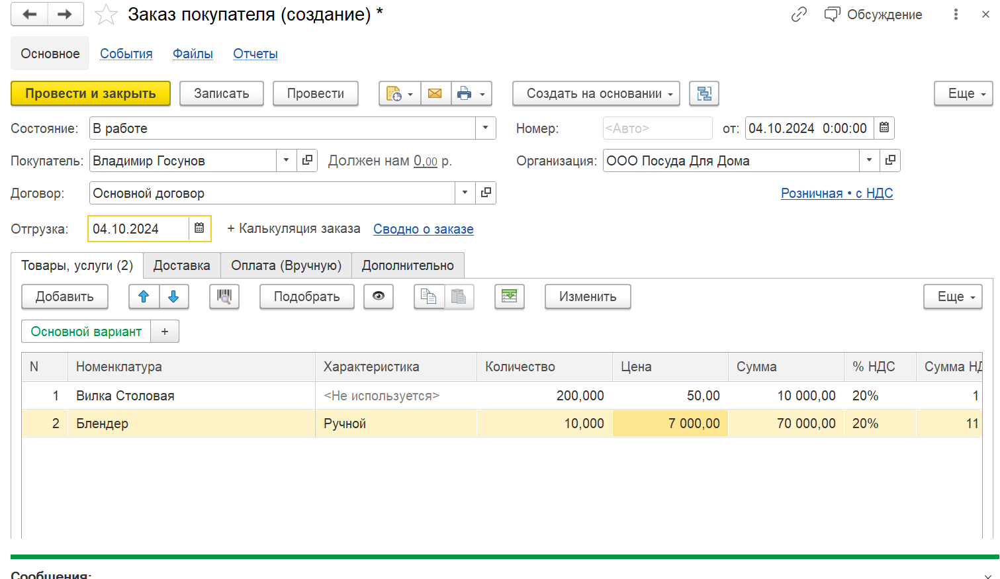 Заказ покупателя (создание) *
Обсуждение
Основное События Файлы Отчеты
Провести и закрыть Записать Провести Создать на основании Еще
Состояние: В работе Номер: <Авто> от: 04.10.2024 0:00:00
Покупатель: Владимир Госунов Должен нам 0,00 р. Организация: ООО Посуда Для Дома
Договор: Основной договор Розничная • с НДС
Отгрузка: 04.10.2024 + Калькуляция заказа Сводно о заказе
Товары, услуги (2) Доставка Оплата (Вручную) Дополнительно
Добавить Подобрать Изменить Еще
Основной вариант +
N Номенклатура Характеристика Количество Цена Сумма % НДС Сумма НД
1 Вилка Столовая <Не используется> 200,000 50,00 10 000,00 20% 1
2 Блендер Ручной 10,000 7 000,00 70 000,00 20% 11
Сообщения: